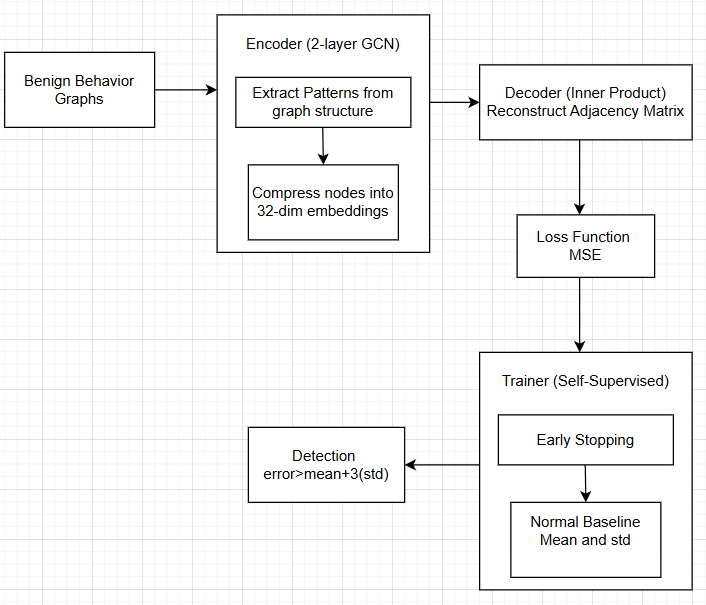 Benign Behavior
Graphs
Encoder (2-layer GCN)
Extract Patterns from
graph structure
Compress nodes into
32-dim embeddings
Decoder (Inner Product)
Reconstruct Adjacency Matrix
Loss Function
MSE
Trainer (Self-Supervised)
Early Stopping
Normal Baseline
Mean and std
Detection
error>mean+3(std)